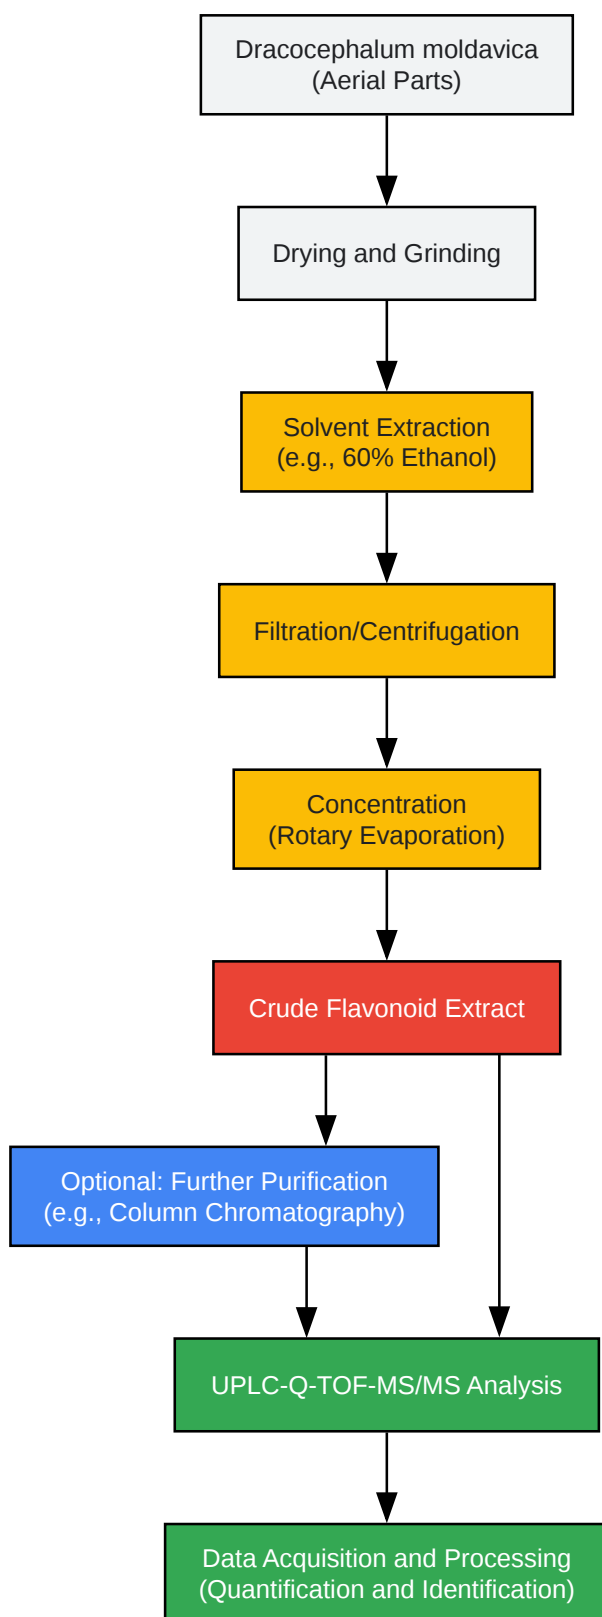 Dracocephalum moldavica
(Aerial Parts)
Drying and Grinding
Solvent Extraction
(e.g., 60% Ethanol)
Filtration/Centrifugation
Concentration
(Rotary Evaporation)
Crude Flavonoid Extract
Optional: Further Purification
(e.g., Column Chromatography)
UPLC-Q-TOF-MS/MS Analysis
Data Acquisition and Processing
(Quantification and Identification)